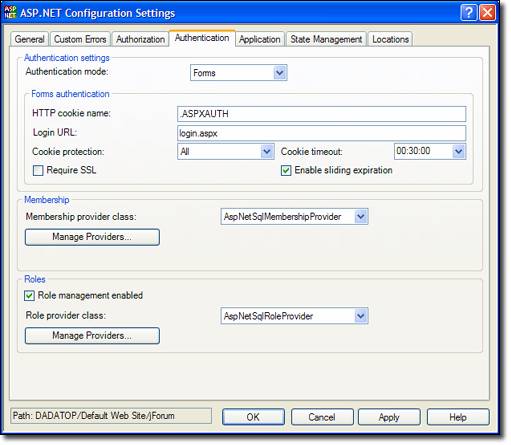 ASP.NET ASP.NET Configuration Settings
General Custom Errors Authorization Authentication Application State Management Locations
Authentication settings
Authentication mode: Forms
Forms authentication
HTTP cookie name: .ASPXAUTH
Login URL: login.aspx
Cookie protection: All Cookie timeout: 00:30:00
Require SSL Enable sliding expiration
Membership
Membership provider class: AspNetSqlMembershipProvider
Manage Providers...
Roles
Role management enabled
Role provider class: AspNetSqlRoleProvider
Manage Providers...
Path: DADATOP/Default Web Site/jForum OK Cancel Apply Help